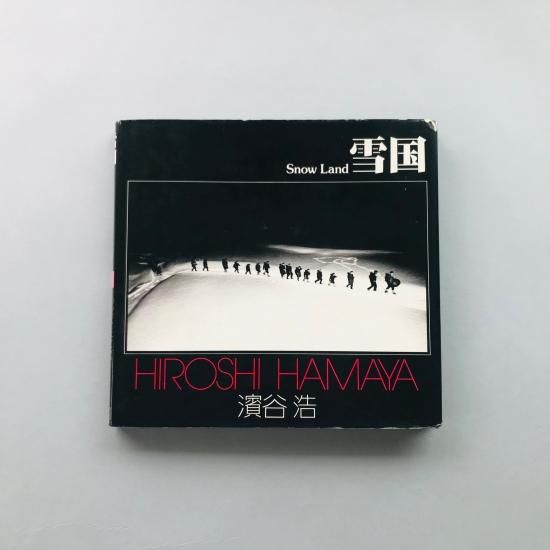 Snow Land 雪国
HIROSHI HAMAYA
濱谷 浩